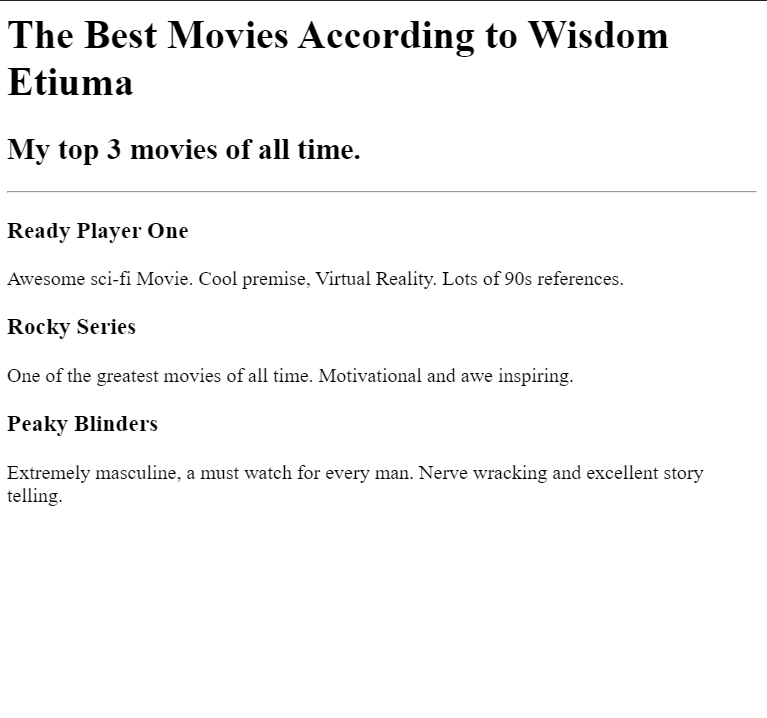 The Best Movies According to Wisdom
Etiuma
My top 3 movies of all time.
Ready Player One
Awesome sci-fi Movie. Cool premise, Virtual Reality. Lots of 90s references.
Rocky Series
One of the greatest movies of all time. Motivational and awe inspiring.
Peaky Blinders
Extremely masculine, a must watch for every man. Nerve wracking and excellent story
telling.